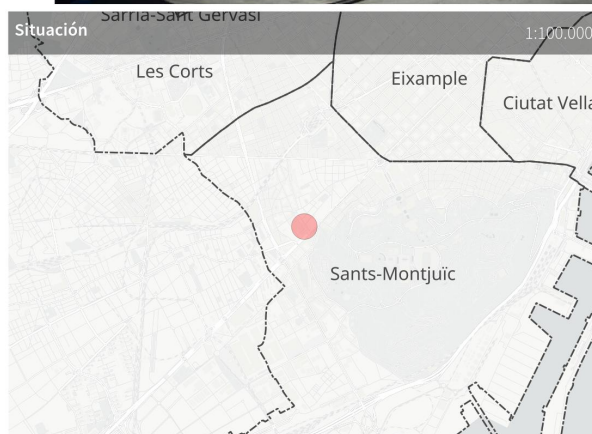 Sarrià-Sant Gervasi
Situación
1:100.000
Les Corts
Eixample
Ciutat Vella
Sants-Montjuïc